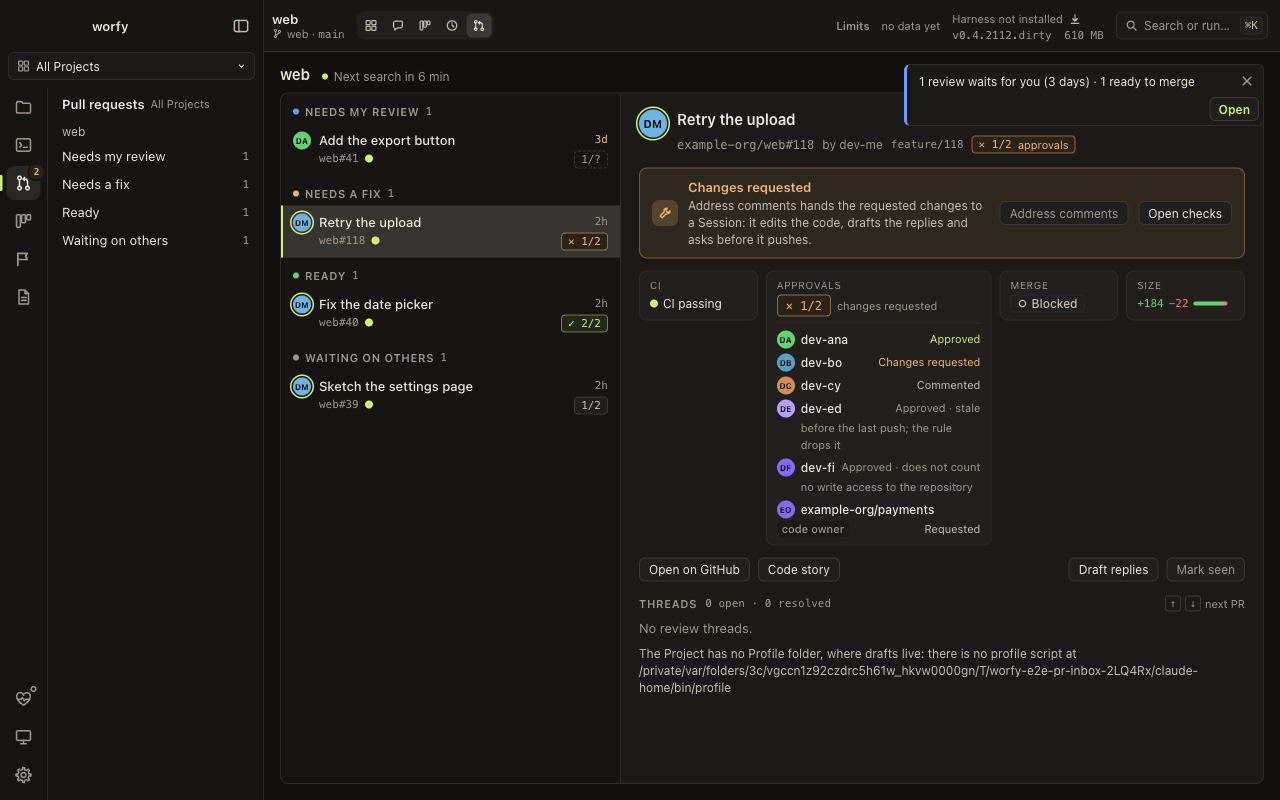 worfy
All Projects
Pull requests All Projects
web
Needs my review 1
Needs a fix 1
Ready 1
Waiting on others 1
2
web
web · main
Limits no data yet
Harness not installed
v0.4.2112.dirty 610 MB
Search or run... ⌘K
web Next search in 6 min
1 review waits for you (3 days) · 1 ready to merge
Open
NEEDS MY REVIEW 1
DA Add the export button 3d
web#41 1/?
NEEDS A FIX 1
DM Retry the upload 2h
web#118 × 1/2
READY 1
DM Fix the date picker 2h
web#40 ✓ 2/2
WAITING ON OTHERS 1
DM Sketch the settings page 2h
web#39 1/2
DM Retry the upload
example-org/web#118 by dev-me feature/118 × 1/2 approvals
Changes requested
Address comments hands the requested changes to
a Session: it edits the code, drafts the replies and
asks before it pushes.
Address comments Open checks
CI
CI passing
APPROVALS
× 1/2 changes requested
DA dev-ana Approved
DB dev-bo Changes requested
DC dev-cy Commented
DE dev-ed Approved · stale
before the last push; the rule
drops it
DF dev-fi Approved · does not count
no write access to the repository
EO example-org/payments
code owner Requested
MERGE
Blocked
SIZE
+184 −22
Open on GitHub Code story Draft replies Mark seen
THREADS 0 open · 0 resolved ↑ ↓ next PR
No review threads.
The Project has no Profile folder, where drafts live: there is no profile script at
/private/var/folders/3c/vgccn1z92czdrc5h61w_hkvw0000gn/T/worfy-e2e-pr-inbox-2LQ4Rx/claude-
home/bin/profile